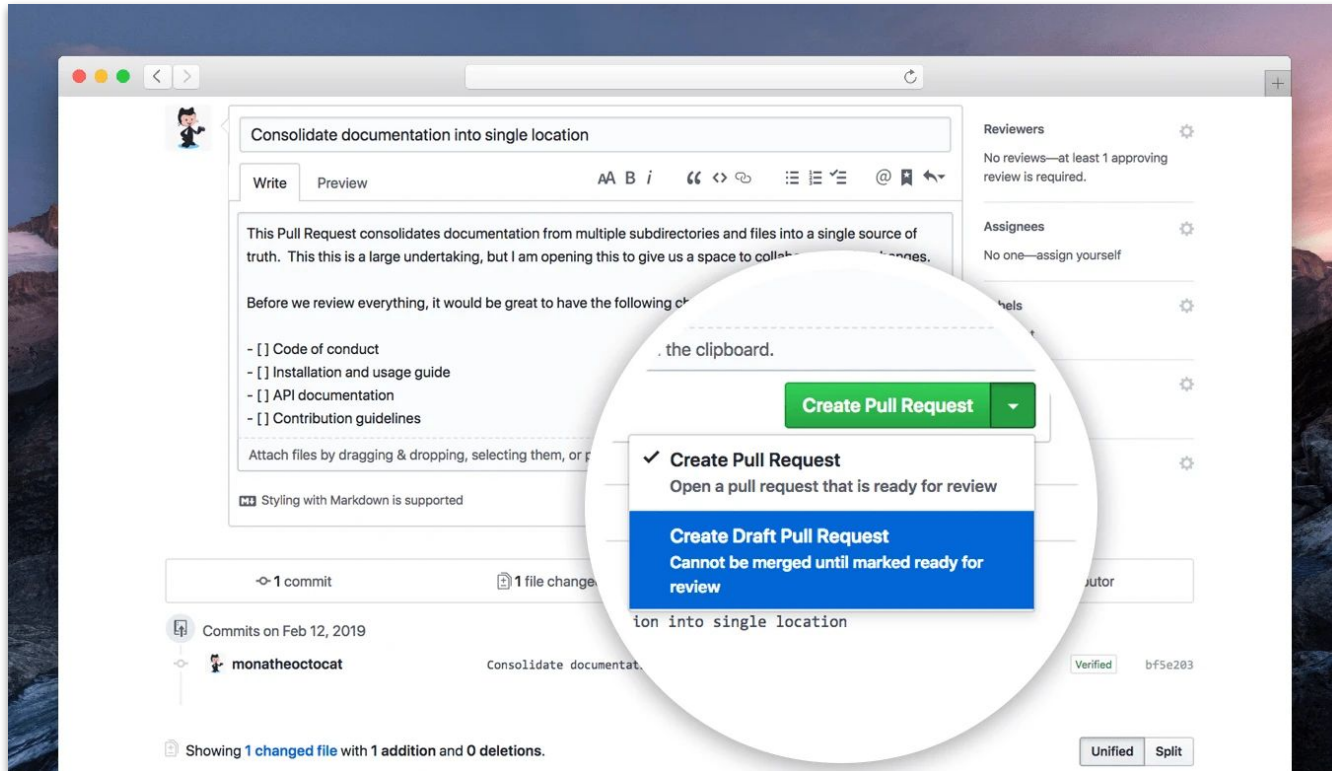 Consolidate documentation into single location
Write Preview
AA B i
This Pull Request consolidates documentation from multiple subdirectories and files into a single source of
truth. This this is a large undertaking, but I am opening this to give us a space to
Before we review everything, it would be great to have the following
- [ ] Code of conduct
- [ ] Installation and usage guide
- [ ] API documentation
- [ ] Contribution guidelines
Attach files by dragging & dropping, selecting them, or
Styling with Markdown is supported
Reviewers
No reviews—at least 1 approving
review is required.
Assignees
No one—assign yourself
the clipboard.
Create Pull Request
✓ Create Pull Request
Open a pull request that is ready for review
Create Draft Pull Request
Cannot be merged until marked ready for
review
ion into single location
1 commit
1 file
Commits on Feb 12, 2019
monatheoctocat
Consolidate
Verified
bf5e203
Showing 1 changed file with 1 addition and 0 deletions.
Unified Split